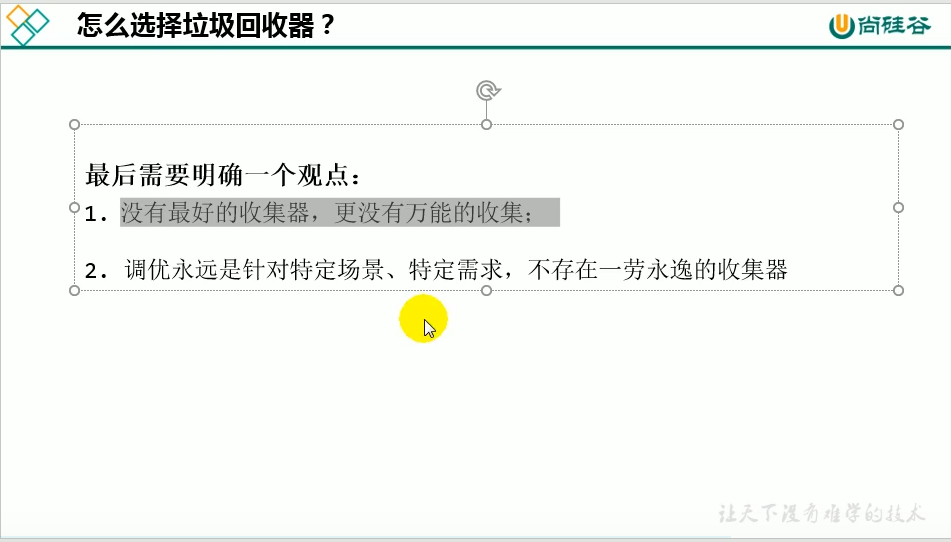 怎么选择垃圾回收器？
尚硅谷
最后需要明确一个观点：
1. 没有最好的收集器，更没有万能的收集；
2. 调优永远是针对特定场景、特定需求，不存在一劳永逸的收集器
让天下没有难学的技术